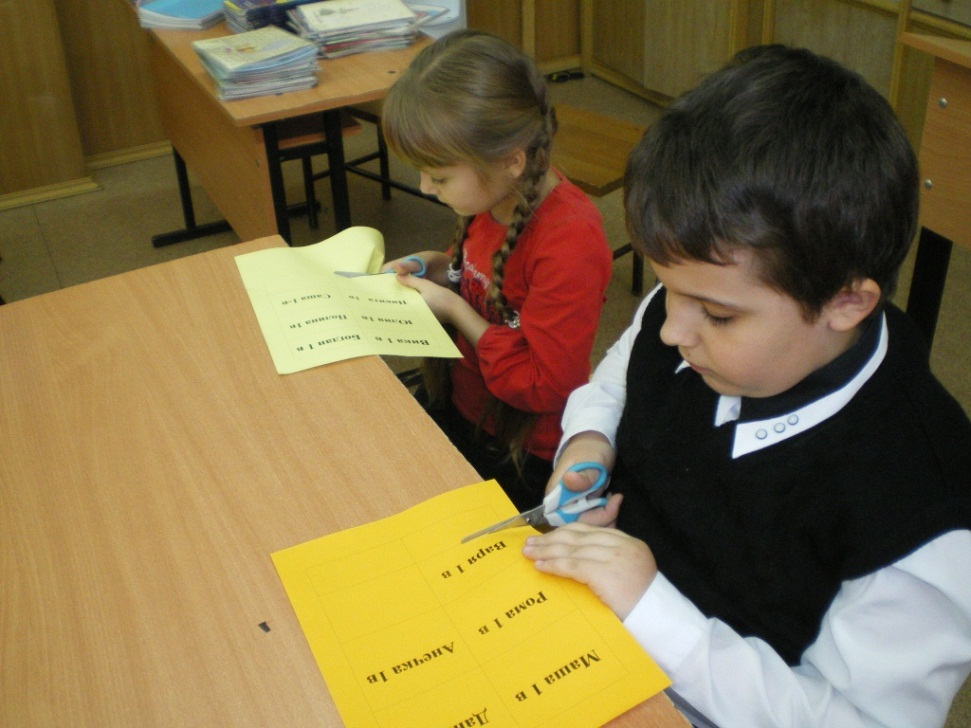 Вика 1 в Богдан 1 в
Юлия 1в Полина 1в
Никита 1в Саша 1-в
Маша 1 в
Рома 1 в Анечка 1в
Варя 1 в